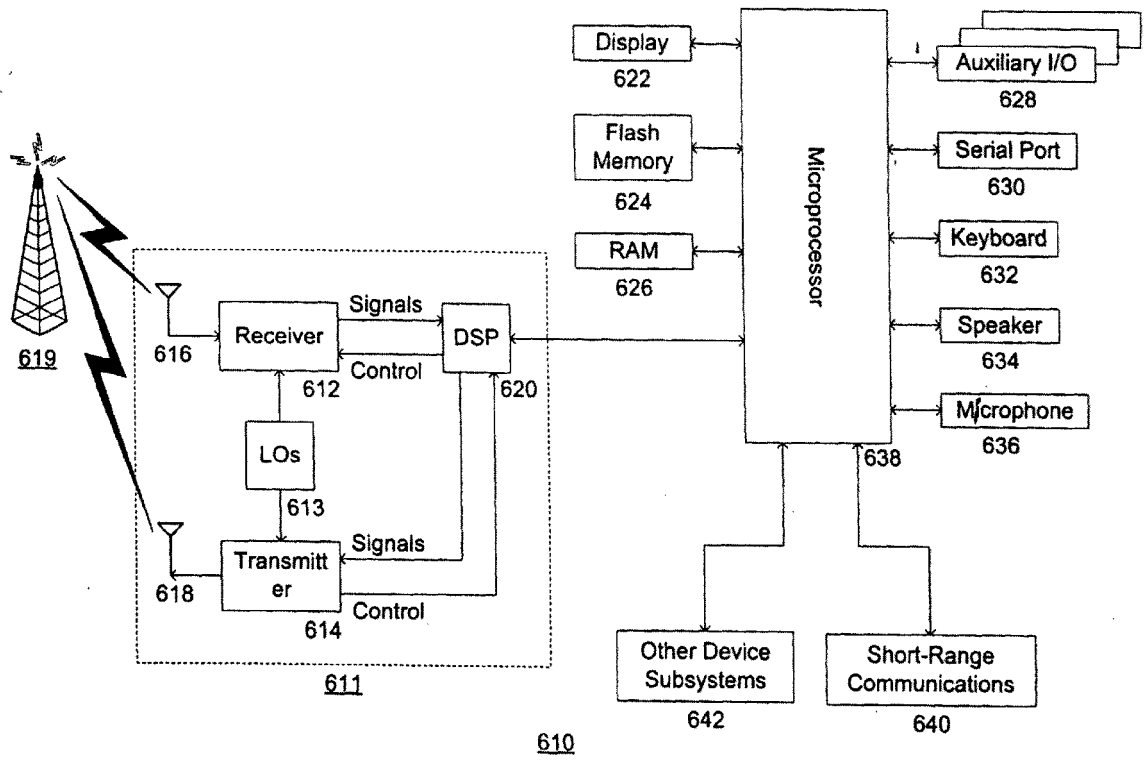 Display
622
Flash
Memory
624
RAM
626
Microprocessor
638
Auxiliary I/O
628
Serial Port
630
Keyboard
632
Speaker
634
Microphone
636
619
616
Receiver
612
Signals
Control
DSP
620
LOs
613
618
Transmitt
er
614
Signals
Control
611
Other Device
Subsystems
642
Short-Range
Communications
640
610